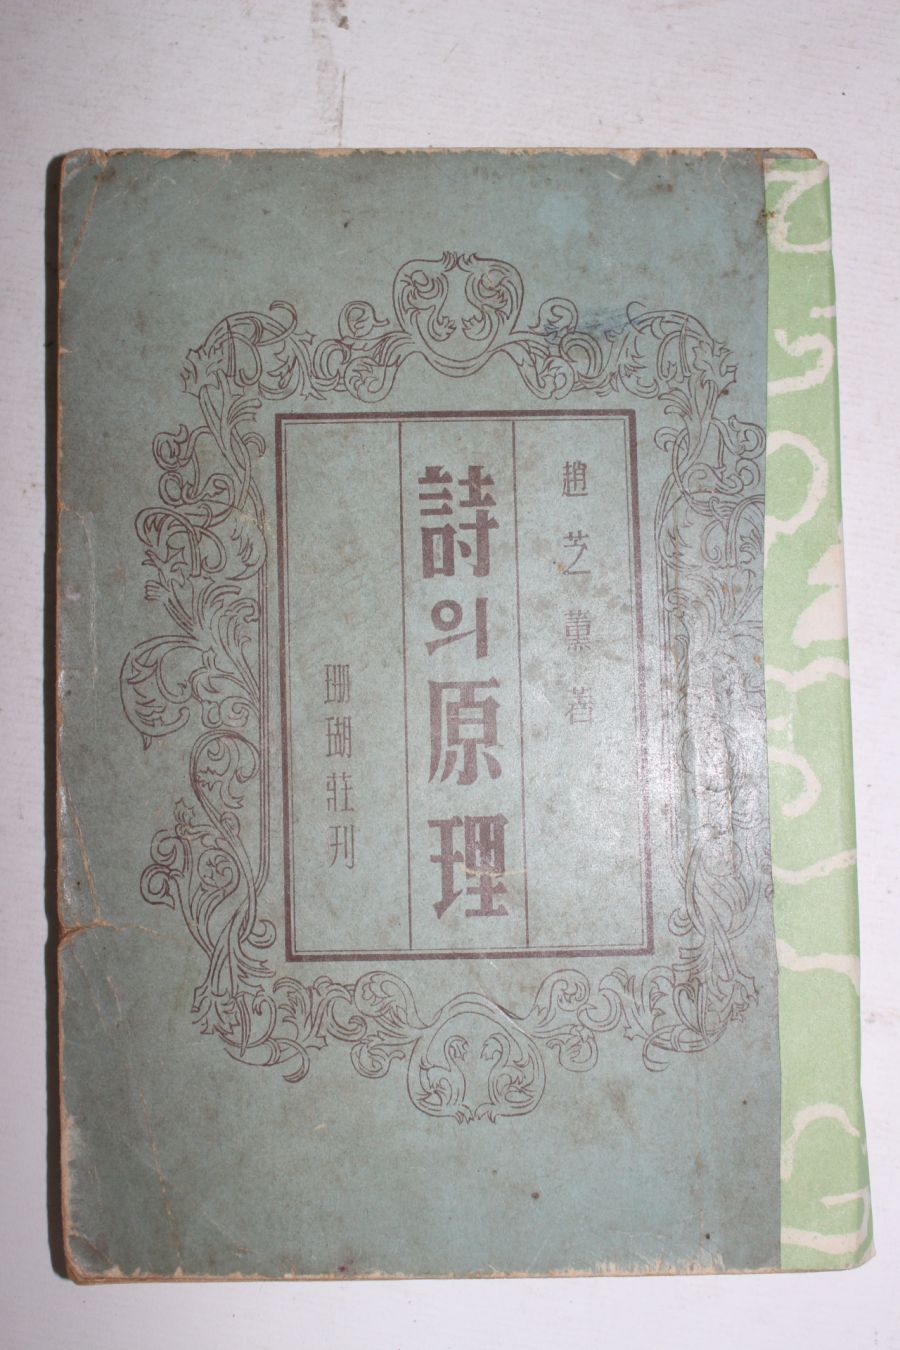 趙芝薰 著
詩의 原理
珊瑚莊刊